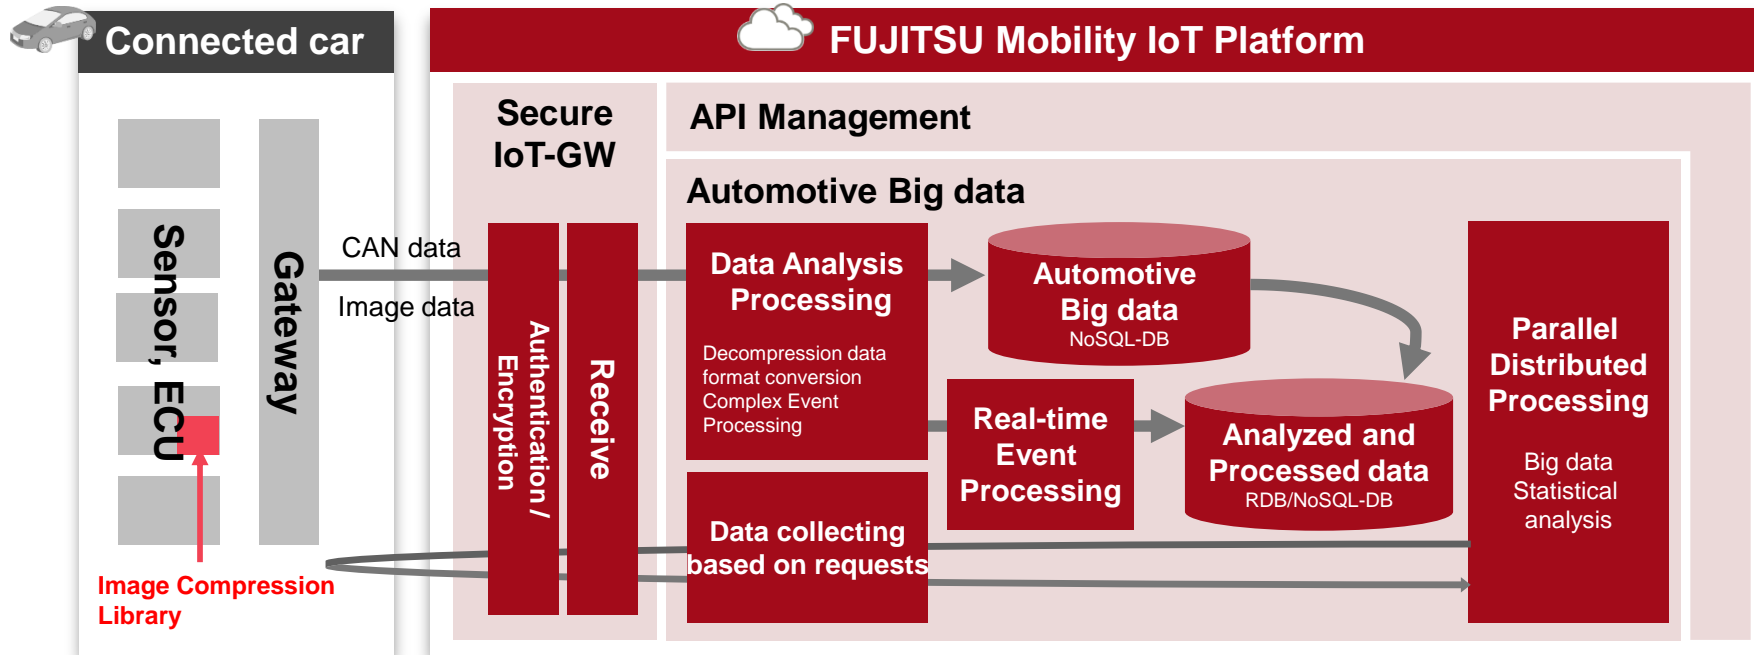 Connected car
FUJITSU Mobility IoT Platform
Sensor, ECU
Gateway
Image Compression
Library
CAN data
Image data
Secure
IoT-GW
Authentication /
Encryption
Receive
API Management
Automotive Big data
Data Analysis
Processing
Decompression data
format conversion
Complex Event
Processing
Automotive
Big data
NoSQL-DB
Real-time
Event
Processing
Analyzed and
Processed data
RDB/NoSQL-DB
Data collecting
based on requests
Parallel
Distributed
Processing
Big data
Statistical
analysis